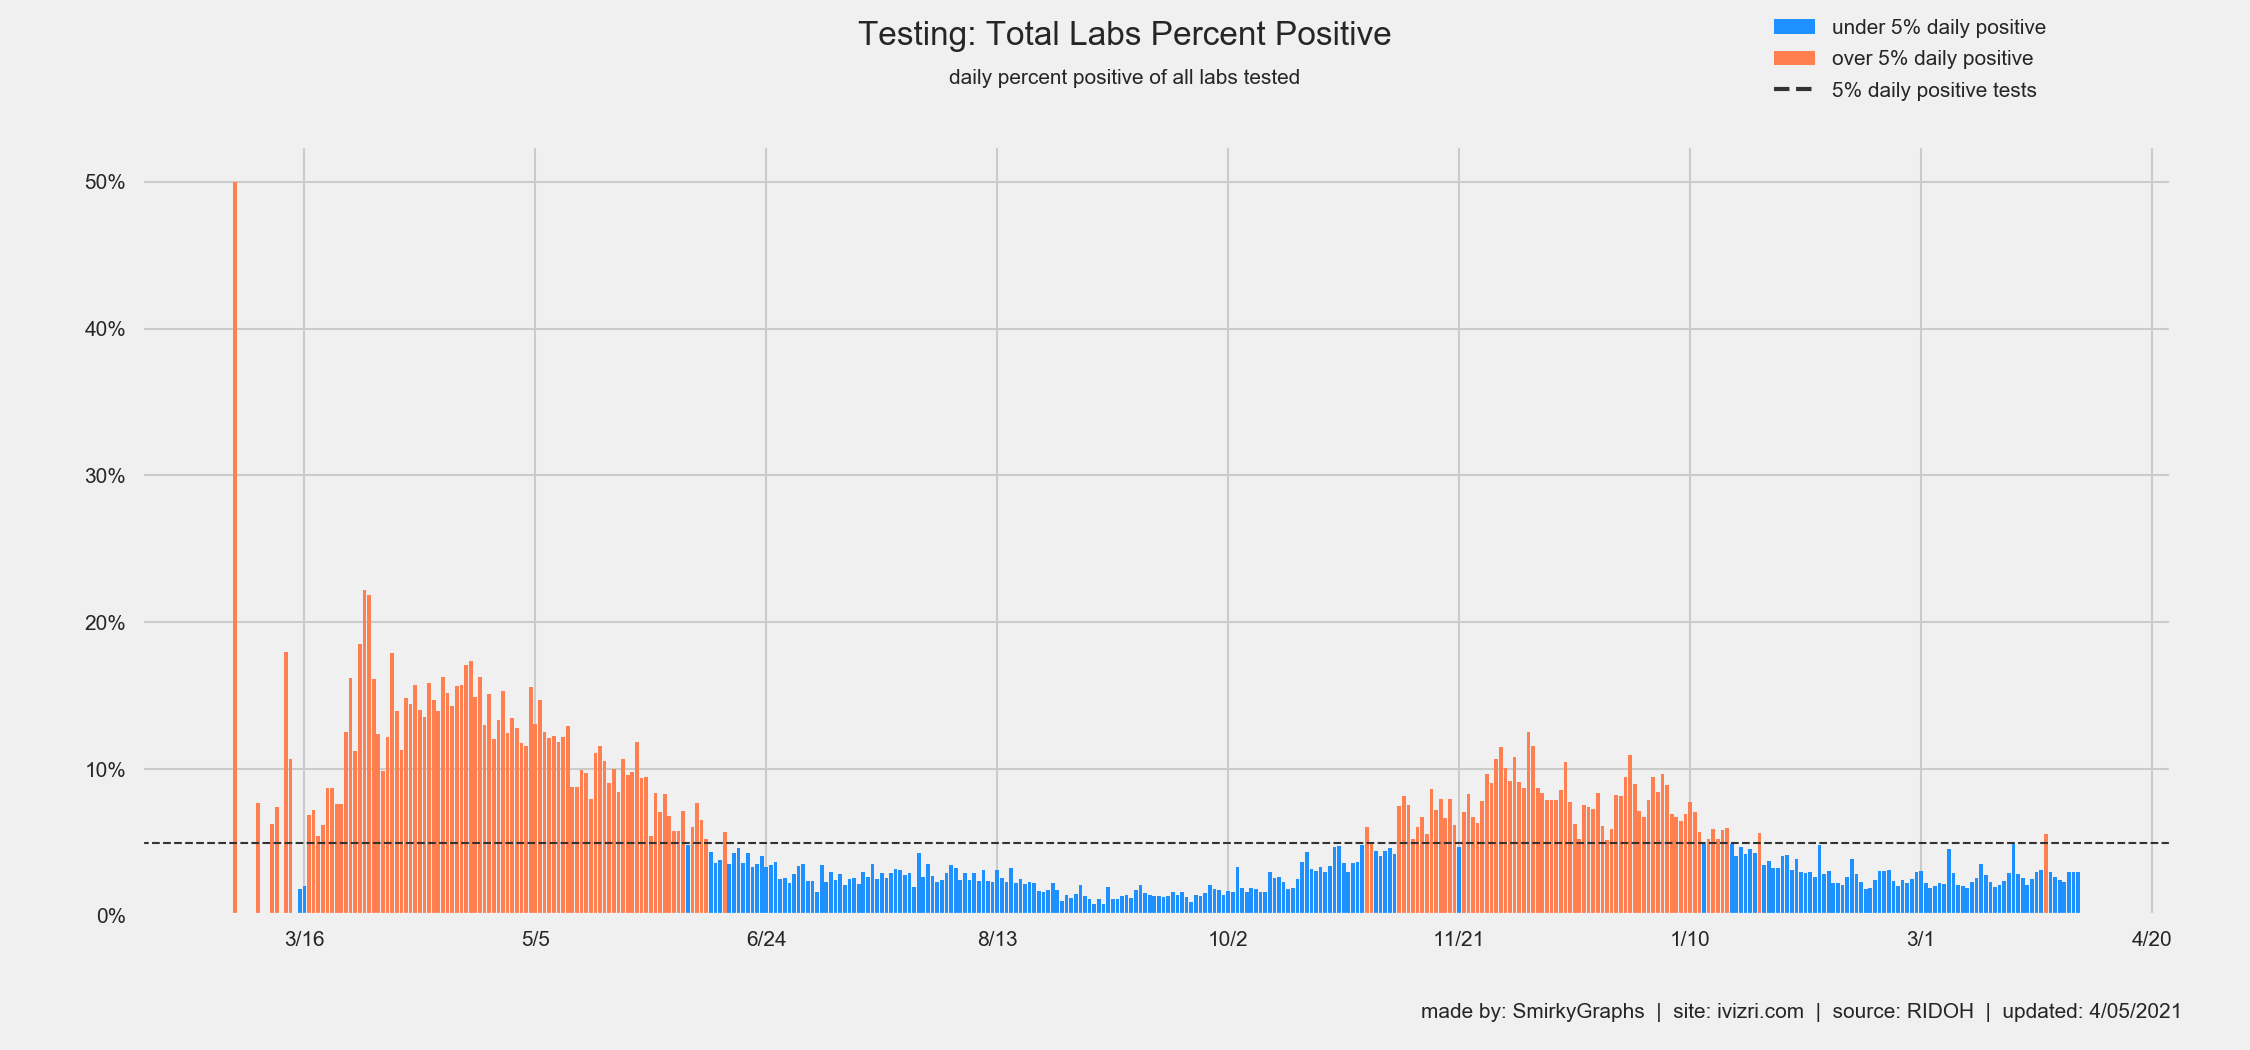 Testing: Total Labs Percent Positive
daily percent positive of all labs tested
under 5% daily positive
over 5% daily positive
5% daily positive tests
50%
40%
30%
20%
10%
0%
3/16 5/5 6/24 8/13 10/2 11/21 1/10 3/1 4/20
made by: SmirkyGraphs | site: ivizri.com | source: RIDOH | updated: 4/05/2021